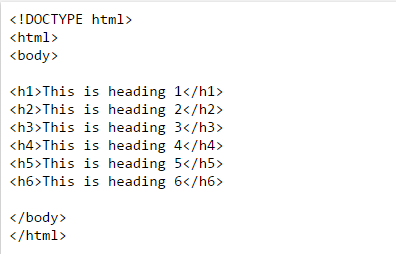 <!DOCTYPE html>
<html>
<body>
<h1>This is heading 1</h1>
<h2>This is heading 2</h2>
<h3>This is heading 3</h3>
<h4>This is heading 4</h4>
<h5>This is heading 5</h5>
<h6>This is heading 6</h6>
</body>
</html>